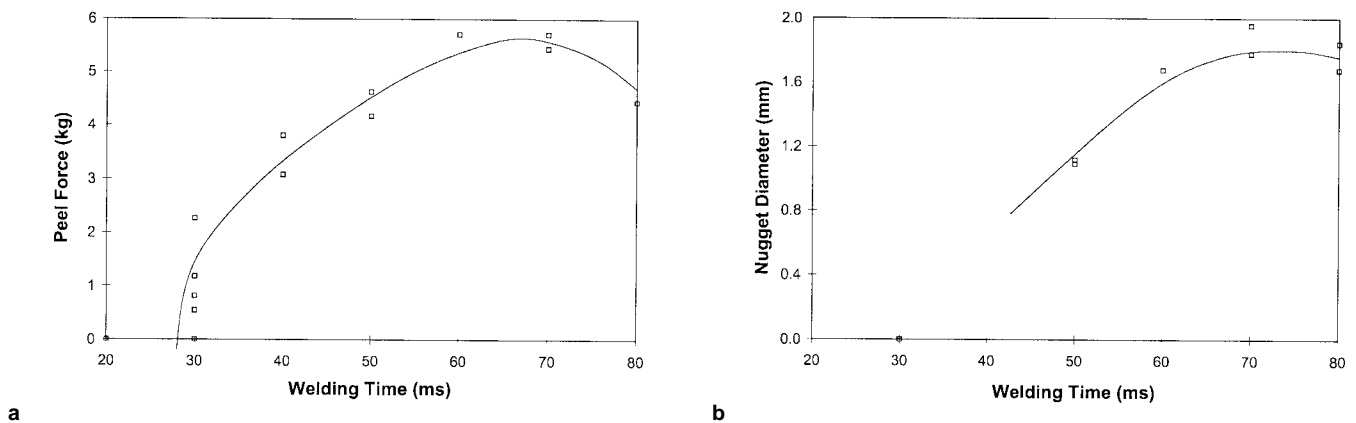 6
5
4
3
2
1
0
Peel Force (kg)
20 30 40 50 60 70 80
Welding Time (ms)
a
2.0
1.6
1.2
0.8
0.4
0.0
Nugget Diameter (mm)
20 30 40 50 60 70 80
Welding Time (ms)
b